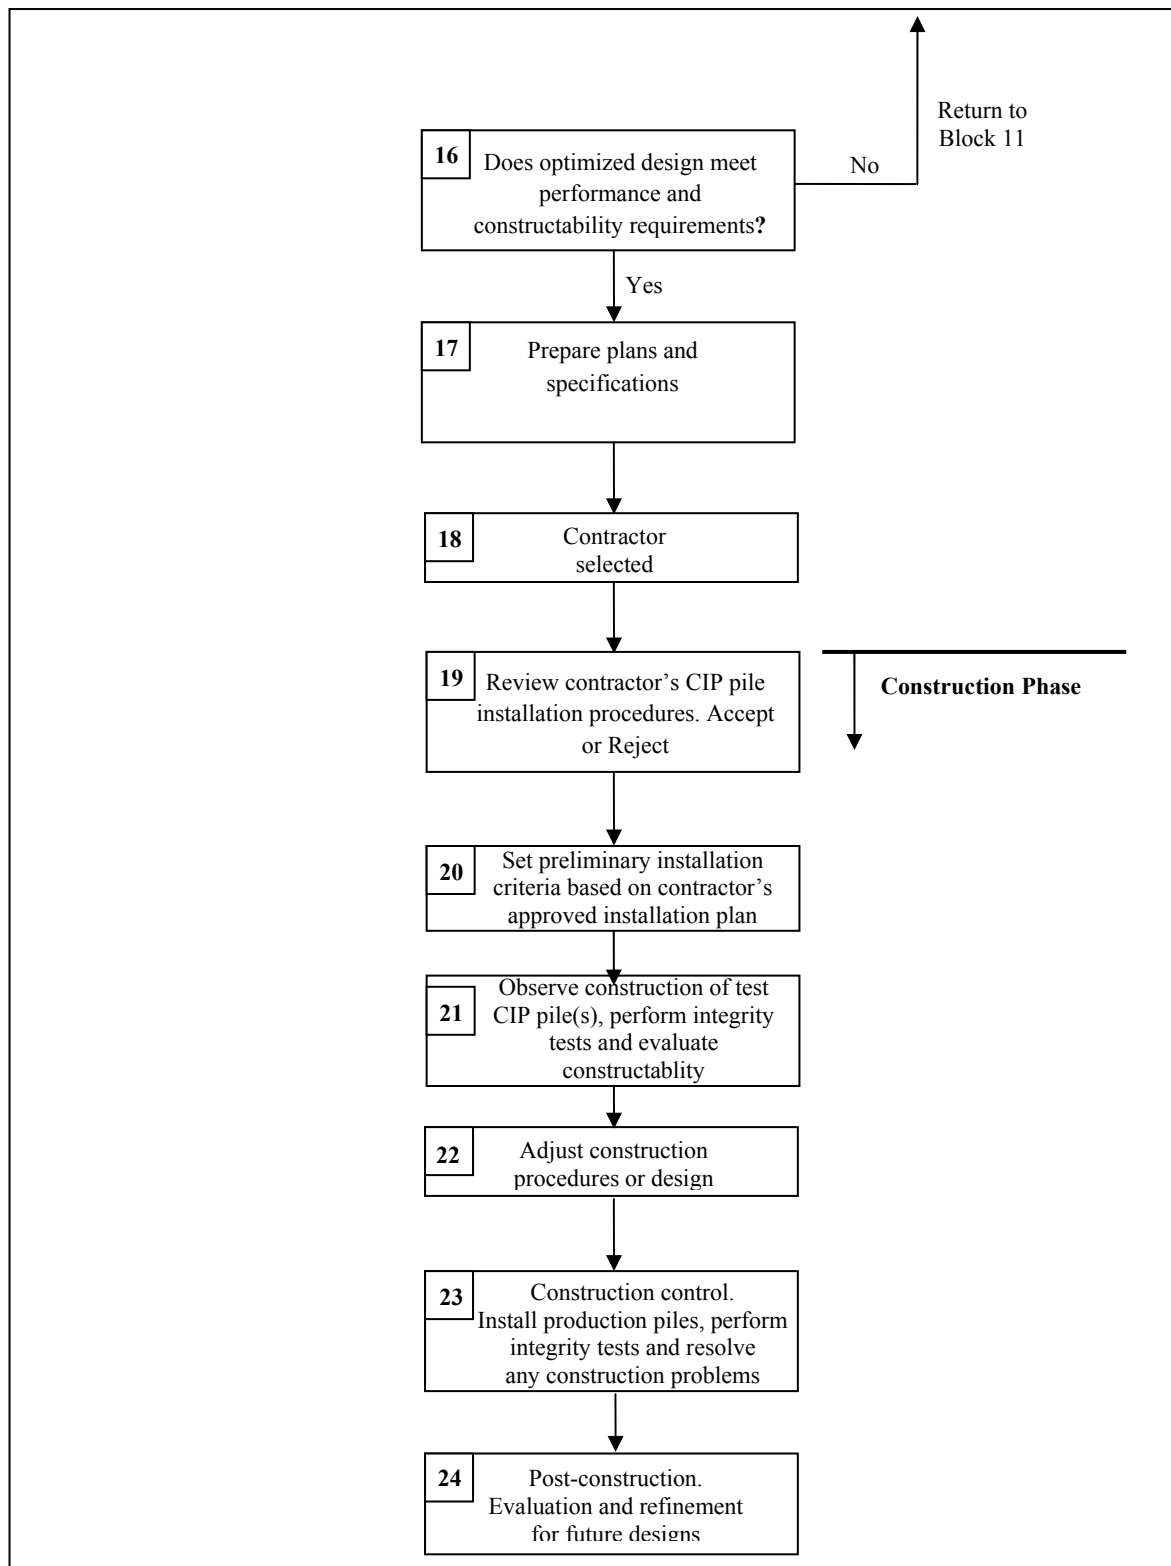 Return to
Block 11
No
16
Does optimized design meet
performance and
constructability requirements?
Yes
17
Prepare plans and
specifications
18
Contractor
selected
19
Review contractor's CIP pile
installation procedures. Accept
or Reject
Construction Phase
20
Set preliminary installation
criteria based on contractor's
approved installation plan
21
Observe construction of test
CIP pile(s), perform integrity
tests and evaluate
constructablity
22
Adjust construction
procedures or design
23
Construction control.
Install production piles, perform
integrity tests and resolve
any construction problems
24
Post-construction.
Evaluation and refinement
for future designs